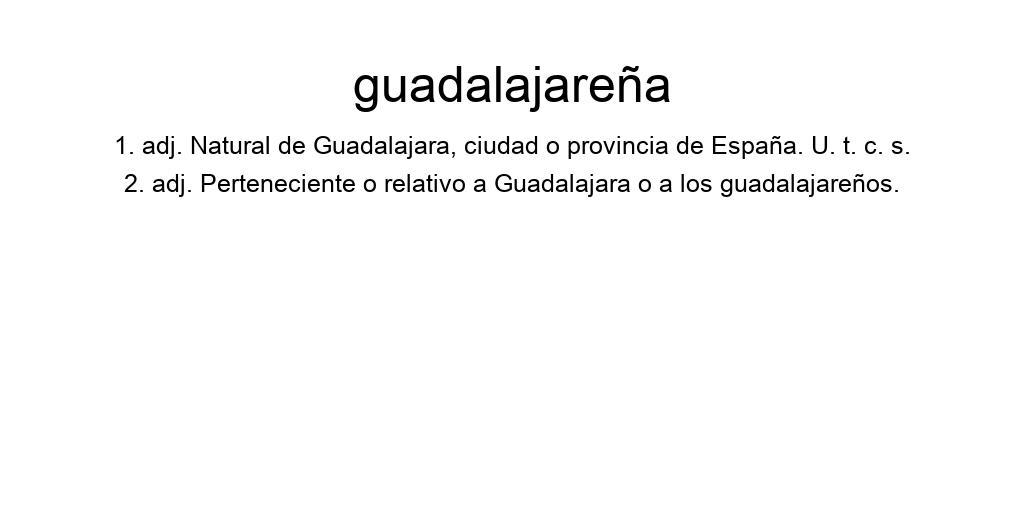 guadalajareña
1. adj. Natural de Guadalajara, ciudad o provincia de España. U. t. c. s.
2. adj. Perteneciente o relativo a Guadalajara o a los guadalajareños.